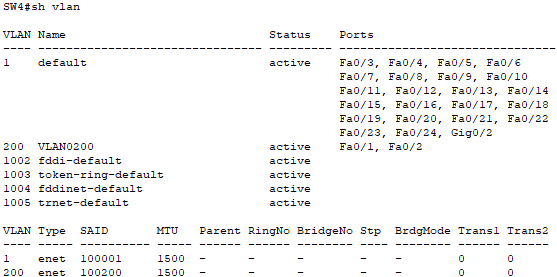 SW4#sh vlan
VLAN Name                             Status    Ports
---- -------------------------------- --------- -------------------------------
1    default                          active    Fa0/3, Fa0/4, Fa0/5, Fa0/6
                                                Fa0/7, Fa0/8, Fa0/9, Fa0/10
                                                Fa0/11, Fa0/12, Fa0/13, Fa0/14
                                                Fa0/15, Fa0/16, Fa0/17, Fa0/18
                                                Fa0/19, Fa0/20, Fa0/21, Fa0/22
                                                Fa0/23, Fa0/24, Gig0/2
200  VLAN0200                         active    Fa0/1, Fa0/2
1002 fddi-default                     active
1003 token-ring-default               active
1004 fddinet-default                  active
1005 trnet-default                    active
VLAN Type  SAID       MTU   Parent RingNo BridgeNo Stp  BrdgMode Trans1 Trans2
---- ----- ---------- ----- ------ ------ -------- ---- -------- ------ ------
1    enet  100001     1500  -      -      -        -    -        0      0
200  enet  100200     1500  -      -      -        -    -        0      0